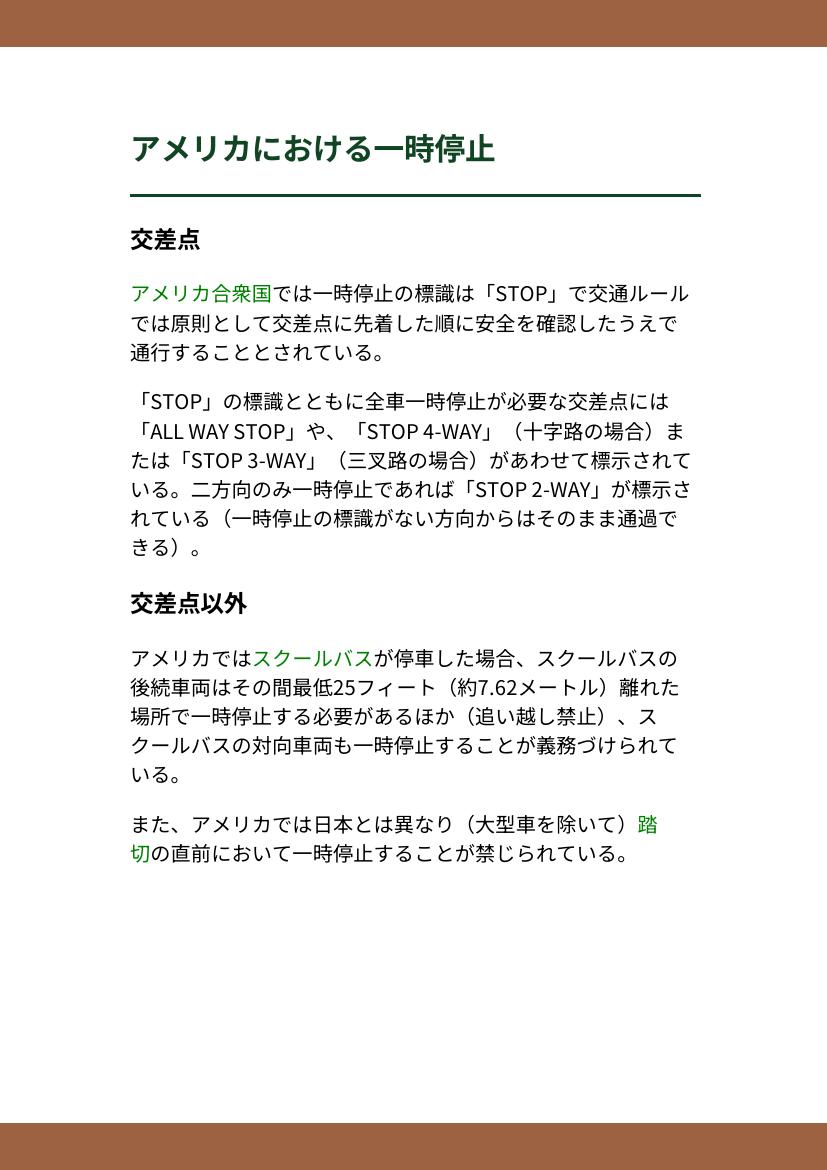 アメリカにおける一時停止
交差点
アメリカ合衆国では一時停止の標識は「STOP」で交通ルール
では原則として交差点に先着した順に安全を確認したうえで
通行することとされている。
「STOP」の標識とともに全車一時停止が必要な交差点には
「ALL WAY STOP」や、「STOP 4-WAY」（十字路の場合）ま
たは「STOP 3-WAY」（三叉路の場合）があわせて標示されて
いる。二方向のみ一時停止であれば「STOP 2-WAY」が標示さ
れている（一時停止の標識がない方向からはそのまま通過で
きる）。
交差点以外
アメリカではスクールバスが停車した場合、スクールバスの
後続車両はその間最低25フィート（約7.62メートル）離れた
場所で一時停止する必要があるほか（追い越し禁止）、ス
クールバスの対向車両も一時停止することが義務づけられて
いる。
また、アメリカでは日本とは異なり（大型車を除いて）踏
切の直前において一時停止することが禁じられている。